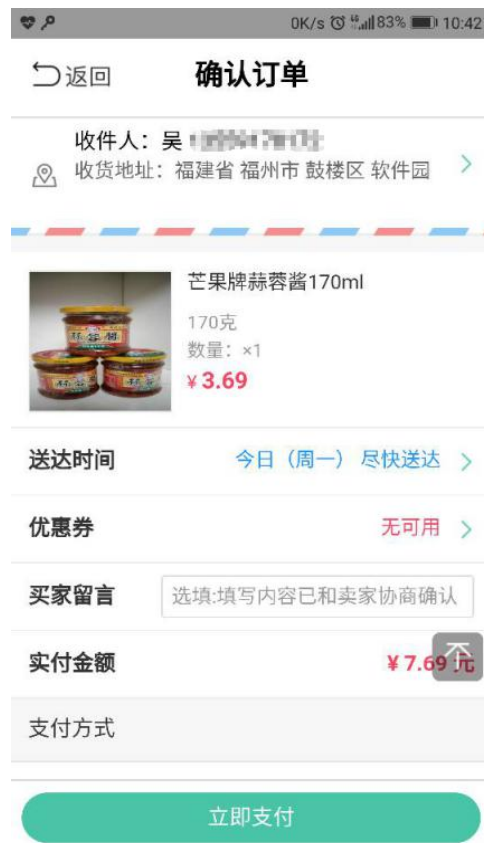 0K/s 83% 10:42
返回 确认订单
收件人：吴
收货地址：福建省 福州市 鼓楼区 软件园
芒果牌蒜蓉酱170ml
170克
数量：×1
¥3.69
蒜蓉酱
送达时间 今日（周一） 尽快送达
优惠券 无可用
买家留言 选填:填写内容已和卖家协商确认
实付金额 ¥7.69 元
支付方式
立即支付